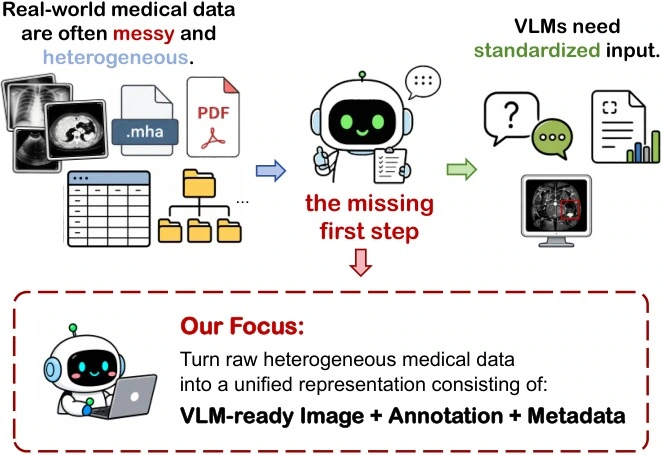 Real-world medical data
are often messy and
heterogeneous.
.mha
PDF
...
the missing
first step
VLMs need
standardized input.
?
Our Focus:
Turn raw heterogeneous medical data
into a unified representation consisting of:
VLM-ready Image + Annotation + Metadata